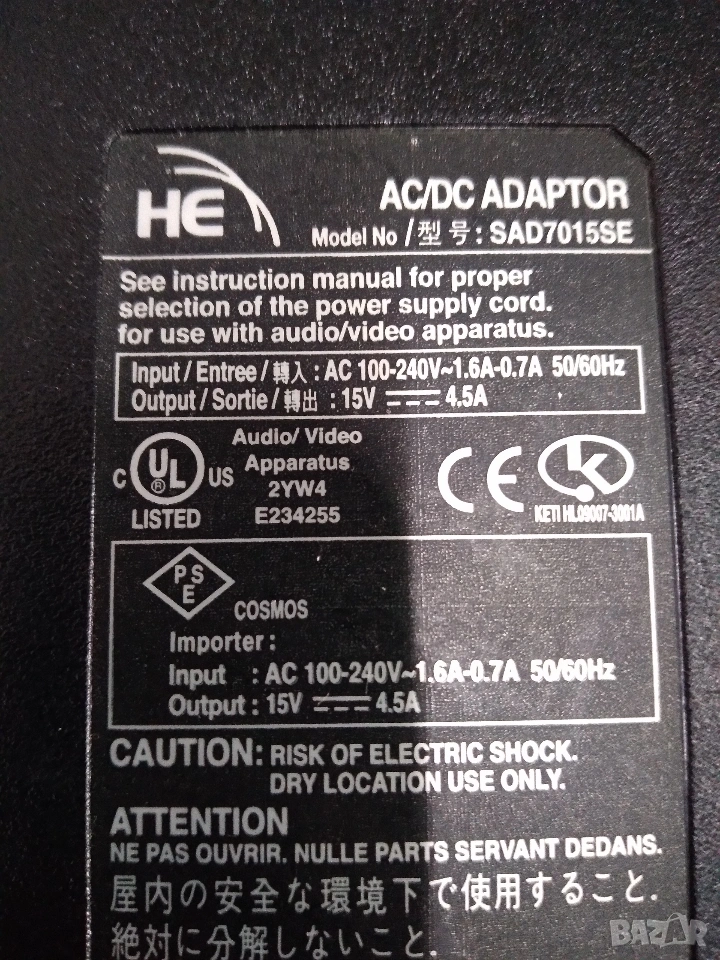 HE
AC/DC ADAPTOR
Model No / 型 号 : SAD7015SE
See instruction manual for proper
selection of the power supply cord.
for use with audio/video apparatus.
Input / Entree / 轉入 : AC 100-240V~1.6A-0.7A 50/60Hz
Output / Sortie / 轉出 : 15V 4.5A
C UL ® US
LISTED
Audio/ Video
Apparatus
2YW4
E234255
CE
K
KETI HL09007-3001A
PS
E
COSMOS
Importer :
Input : AC 100-240V~1.6A-0.7A 50/60Hz
Output : 15V 4.5A
CAUTION: RISK OF ELECTRIC SHOCK.
DRY LOCATION USE ONLY.
ATTENTION
NE PAS OUVRIR. NULLE PARTS SERVANT DEDANS.
屋内の安全な環境下で使用すること.
絶対に分解しないこと.
BAZAR